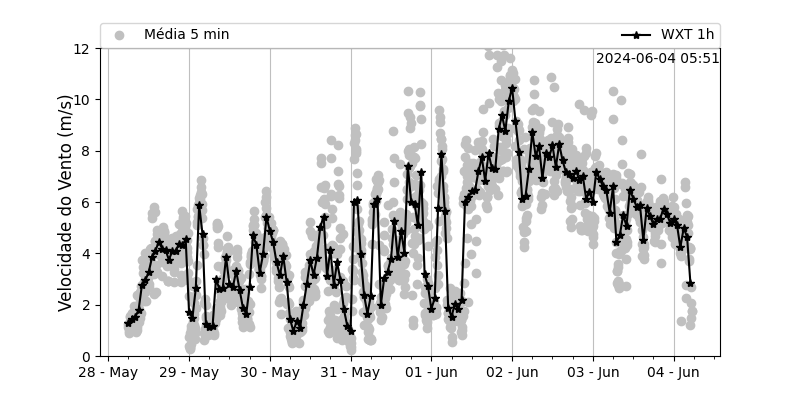 Média 5 min
WXT 1h
2024-06-04 05:51
Velocidade do Vento (m/s)
12
10
8
6
4
2
0
28 - May
29 - May
30 - May
31 - May
01 - Jun
02 - Jun
03 - Jun
04 - Jun